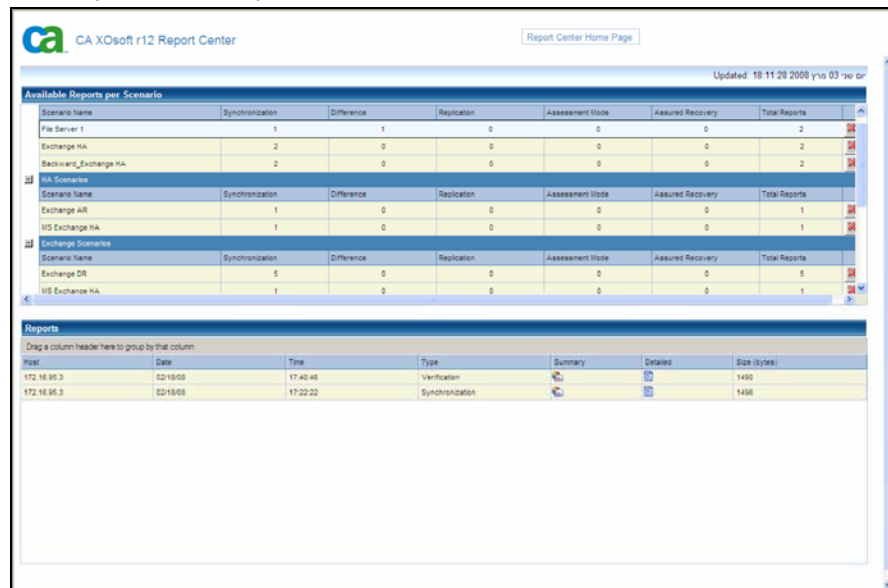 ca CA XOsoft r12 Report Center Report Center Home Page
Updated: 18:11:28 2008 יום שני 03 מרץ
Available Reports per Scenario
Scenario Name Synchronization Difference Replication Assessment Mode Assured Recovery Total Reports
File Server 1 1 1 0 0 0 2
Exchange HA 2 0 0 0 0 2
Backward_Exchange HA 2 0 0 0 0 2
HA Scenarios
Scenario Name Synchronization Difference Replication Assessment Mode Assured Recovery Total Reports
Exchange AR 1 0 0 0 0 1
MS Exchange HA 1 0 0 0 0 1
Exchange Scenarios
Scenario Name Synchronization Difference Replication Assessment Mode Assured Recovery Total Reports
Exchange DR 5 0 0 0 0 5
MS Exchange HA 1 0 0 0 0 1
Reports
Drag a column header here to group by that column
Host Date Time Type Summary Detailed Size (bytes)
172.16.95.3 02/18/08 17:40:46 Verification 1490
172.16.95.3 02/18/08 17:22:22 Synchronization 1496